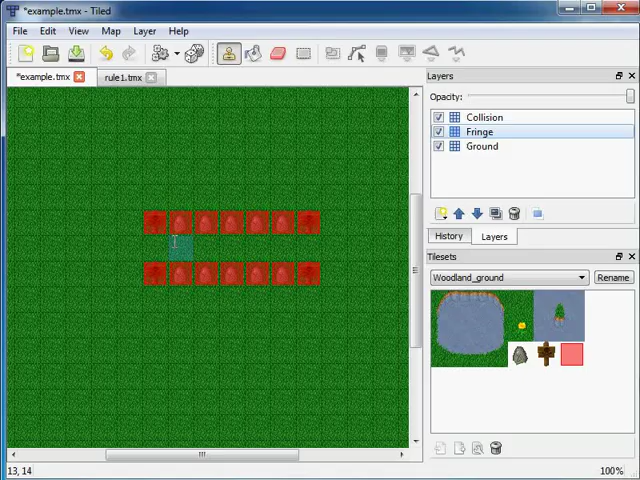 *example.tmx - Tiled
File Edit View Map Layer Help
*example.tmx rule1.tmx
Layers
Opacity:
Collision
Fringe
Ground
History Layers
Tilesets
Woodland_ground Rename
13, 14 100%